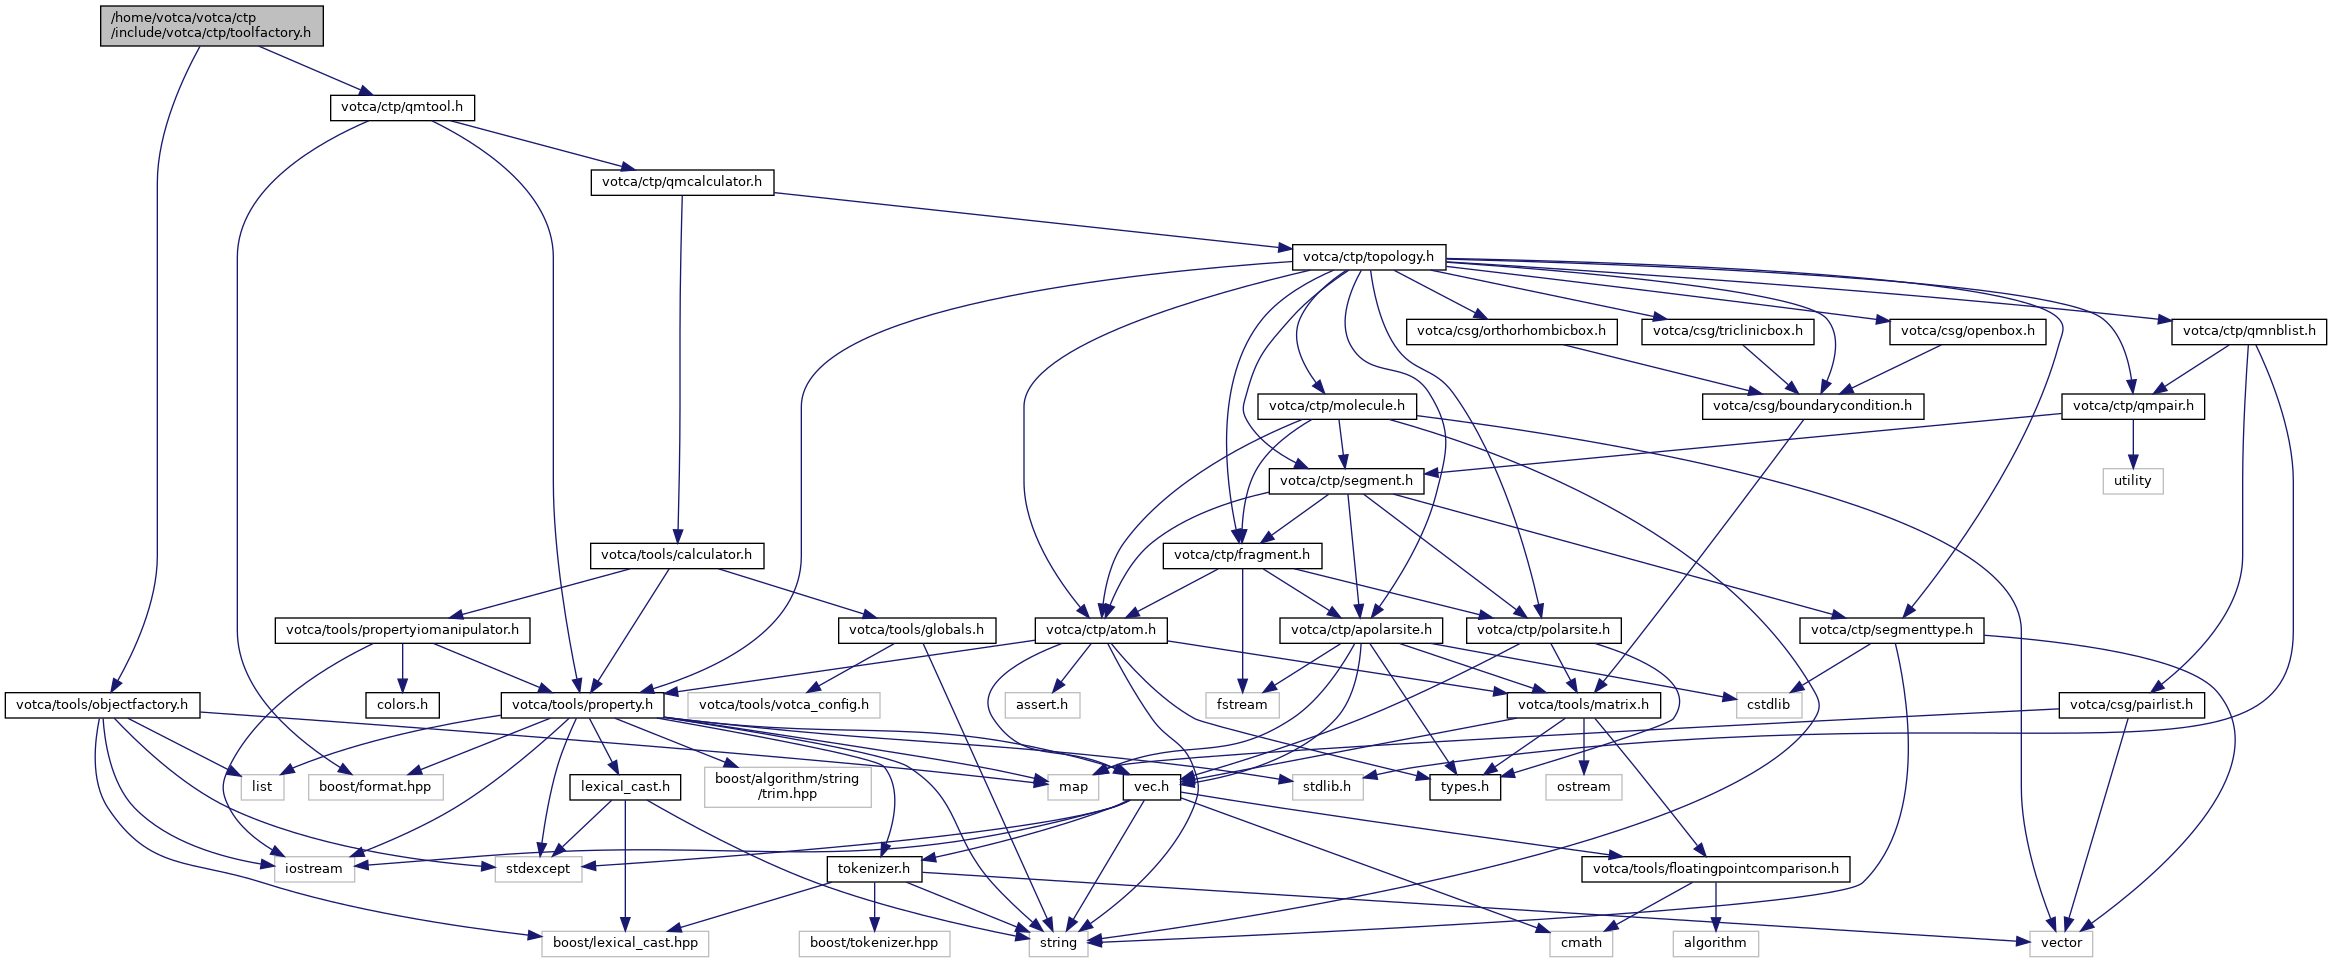 /home/votca/votca/ctp
/include/votca/ctp/toolfactory.h
votca/ctp/qmtool.h
votca/ctp/qmcalculator.h
votca/ctp/topology.h
votca/csg/orthorhombicbox.h
votca/csg/triclinicbox.h
votca/csg/openbox.h
votca/ctp/qmnblist.h
votca/ctp/molecule.h
votca/csg/boundarycondition.h
votca/ctp/qmpair.h
votca/ctp/segment.h
utility
votca/tools/calculator.h
votca/ctp/fragment.h
votca/tools/propertyiomanipulator.h
votca/tools/globals.h
votca/ctp/atom.h
votca/ctp/apolarsite.h
votca/ctp/polarsite.h
votca/ctp/segmenttype.h
votca/tools/objectfactory.h
colors.h
votca/tools/property.h
votca/tools/votca_config.h
assert.h
fstream
votca/tools/matrix.h
cstdlib
votca/csg/pairlist.h
list
boost/format.hpp
lexical_cast.h
boost/algorithm/string
/trim.hpp
map
vec.h
stdlib.h
types.h
ostream
iostream
stdexcept
tokenizer.h
votca/tools/floatingpointcomparison.h
boost/lexical_cast.hpp
boost/tokenizer.hpp
string
cmath
algorithm
vector